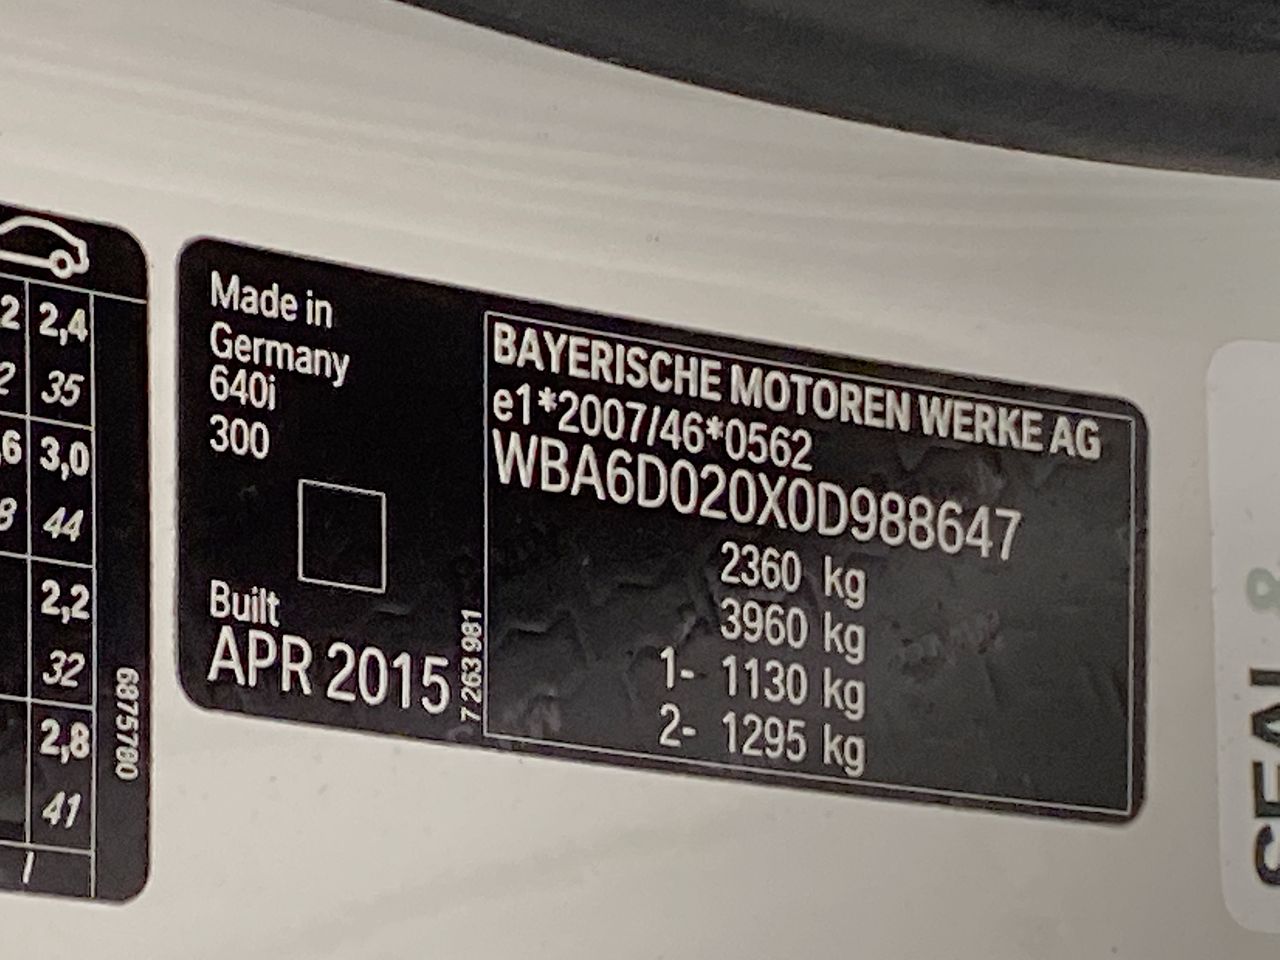 2 2,4
2 35
,6 3,0
8 44
2,2
32
2,8
41
/
6875780
Made in
Germany
640i
300
Built
APR 2015
7 263 981
BAYERISCHE MOTOREN WERKE AG
e1*2007/46*0562
WBA6D020X0D988647
2360 kg
3960 kg
1- 1130 kg
2- 1295 kg